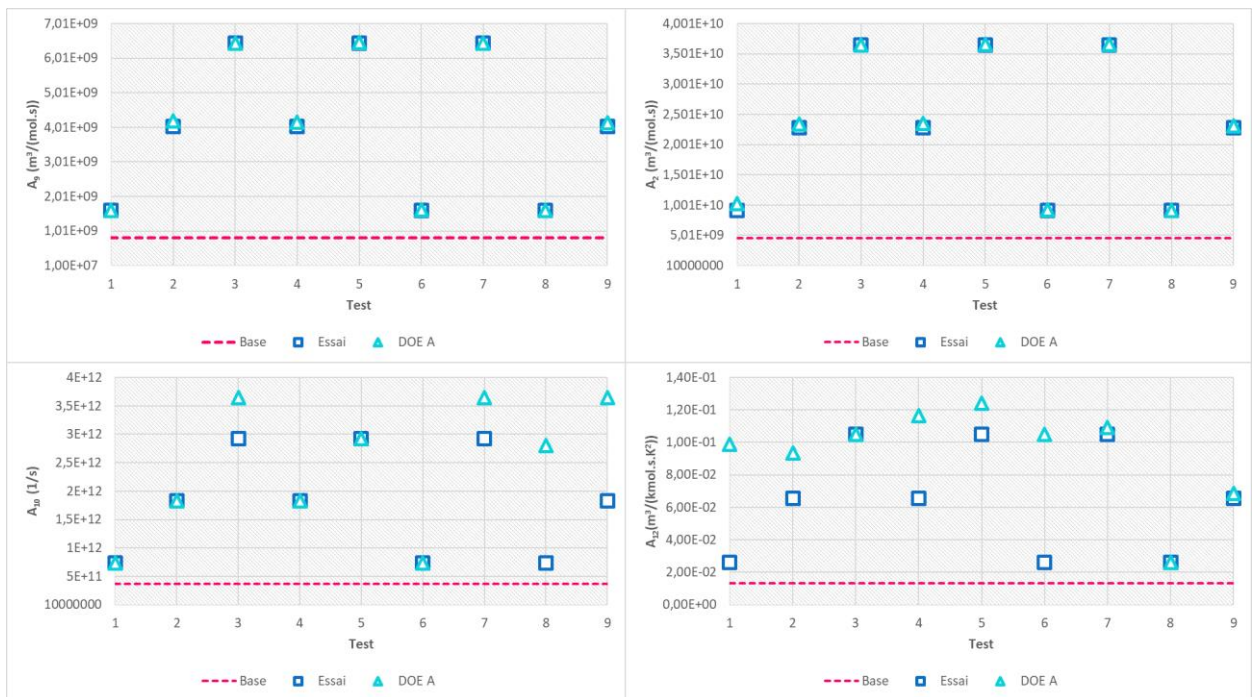 7,01E+09
6,01E+09
5,01E+09
4,01E+09
3,01E+09
2,01E+09
1,01E+09
1,00E+07
A₉ (m³/(mol.s))
1 2 3 4 5 6 7 8 9
Test
Base Essai DOE A
4,001E+10
3,501E+10
3,001E+10
2,501E+10
2,001E+10
1,501E+10
1,001E+10
5,01E+09
10000000
A₂ (m³/(mol.s))
1 2 3 4 5 6 7 8 9
Test
Base Essai DOE A
4E+12
3,5E+12
3E+12
2,5E+12
2E+12
1,5E+12
1E+12
5E+11
10000000
A₁₀ (1/s)
1 2 3 4 5 6 7 8 9
Test
Base Essai DOE A
1,40E-01
1,20E-01
1,00E-01
8,00E-02
6,00E-02
4,00E-02
2,00E-02
0,00E+00
A₁₂(m³/(kmol.s.K²))
1 2 3 4 5 6 7 8 9
Test
Base Essai DOE A